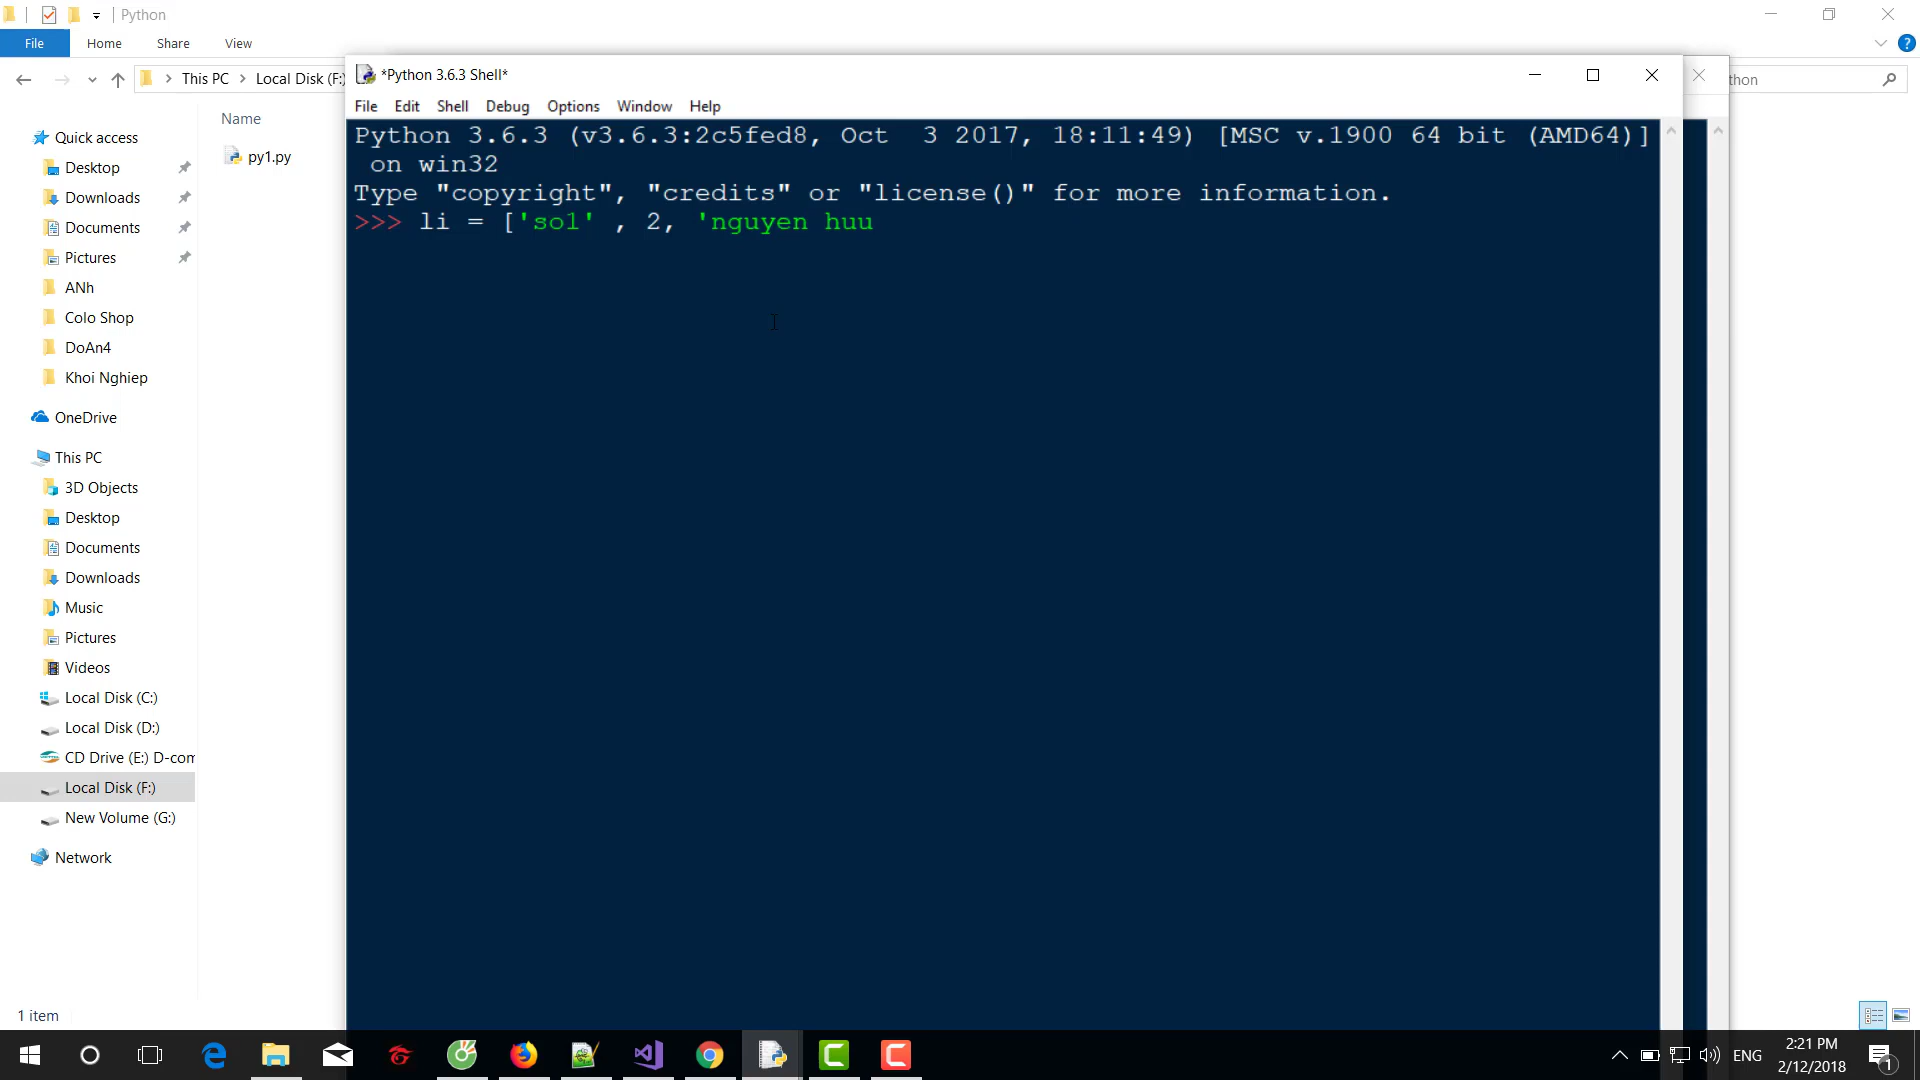 Python
File Home Share View
This PC > Local Disk (F:)
thon
Name
py1.py
Quick access
Desktop
Downloads
Documents
Pictures
ANh
Colo Shop
DoAn4
Khoi Nghiep
OneDrive
This PC
3D Objects
Desktop
Documents
Downloads
Music
Pictures
Videos
Local Disk (C:)
Local Disk (D:)
CD Drive (E:) D-com
Local Disk (F:)
New Volume (G:)
Network
1 item
*Python 3.6.3 Shell*
File Edit Shell Debug Options Window Help
Python 3.6.3 (v3.6.3:2c5fed8, Oct  3 2017, 18:11:49) [MSC v.1900 64 bit (AMD64)]
on win32
Type "copyright", "credits" or "license()" for more information.
>>> li = ['so1' , 2, 'nguyen huu
ENG
2:21 PM
2/12/2018
1